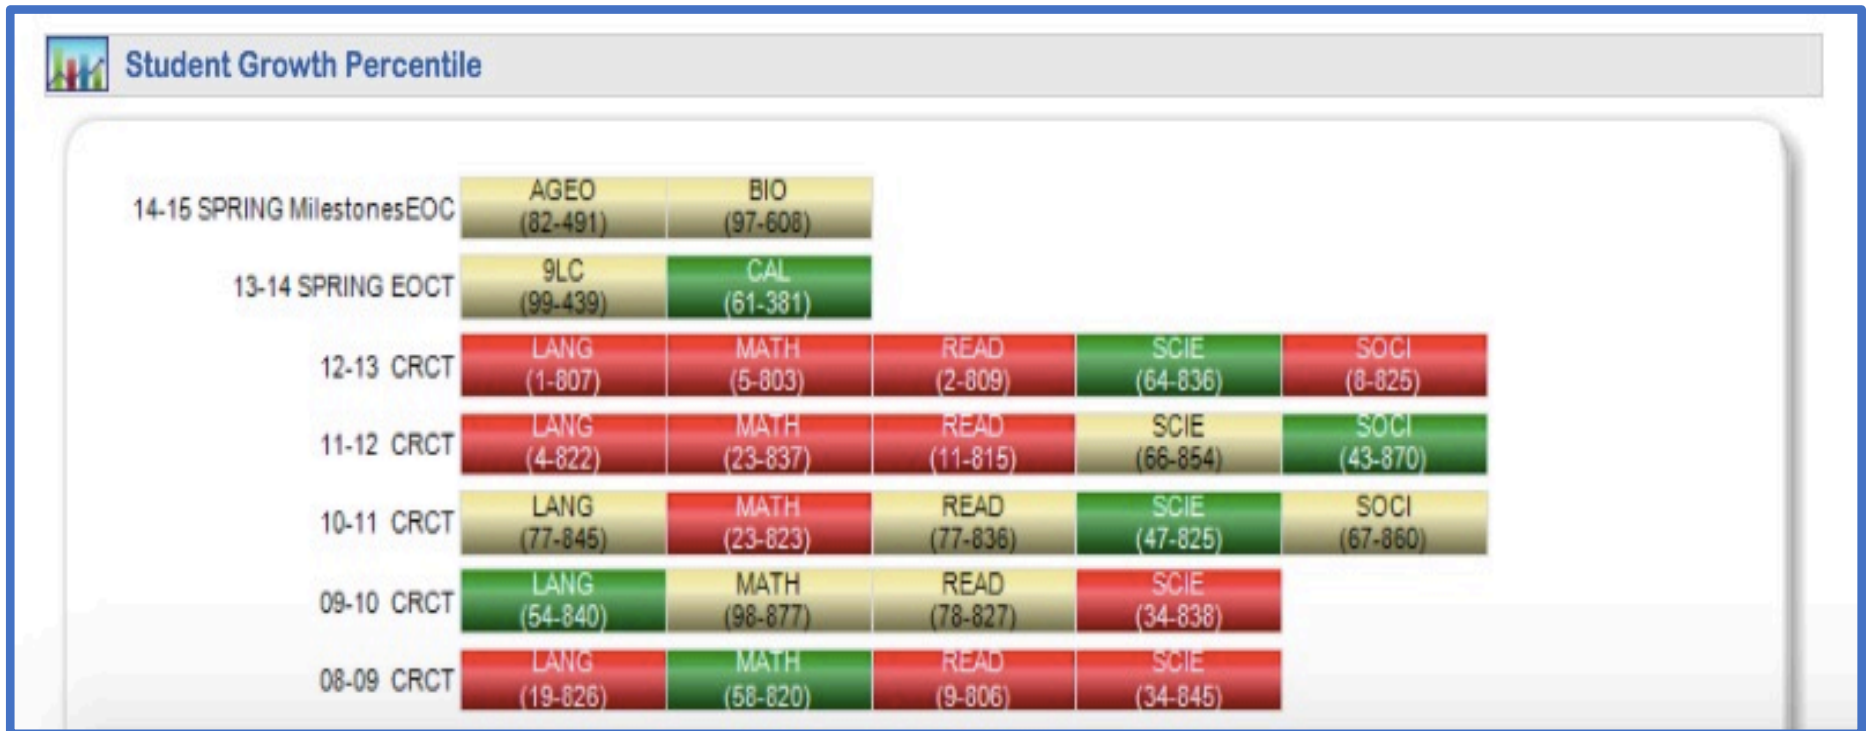 Student Growth Percentile
14-15 SPRING MilestonesEOC
AGEO BIO
(82-491) (97-608)
13-14 SPRING EOCT
9LC CAL
(99-439) (61-381)
12-13 CRCT
LANG MATH READ SCIE SOCI
(1-807) (5-803) (2-809) (64-836) (8-825)
11-12 CRCT
LANG MATH READ SCIE SOCI
(4-822) (23-837) (11-815) (66-854) (43-870)
10-11 CRCT
LANG MATH READ SCIE SOCI
(77-845) (23-823) (77-836) (47-825) (67-860)
09-10 CRCT
LANG MATH READ SCIE
(54-840) (98-877) (78-827) (34-838)
08-09 CRCT
LANG MATH READ SCIE
(19-826) (58-820) (9-806) (34-845)